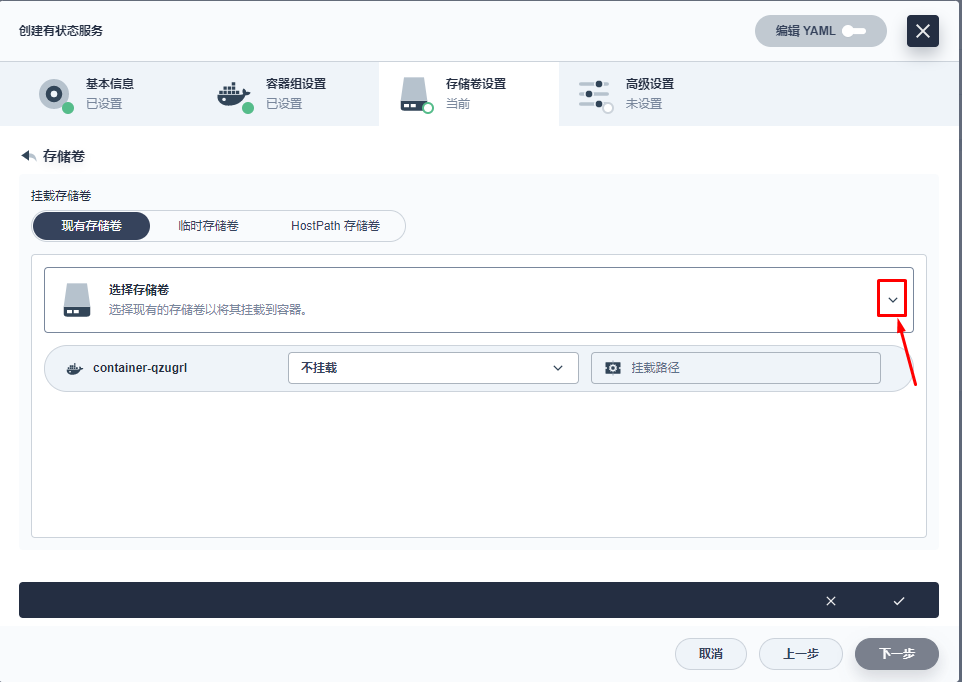 创建有状态服务
编辑 YAML
基本信息
已设置
容器组设置
已设置
存储卷设置
当前
高级设置
未设置
存储卷
挂载存储卷
现有存储卷
临时存储卷
HostPath 存储卷
选择存储卷
选择现有的存储卷以将其挂载到容器。
container-qzugrl
不挂载
挂载路径
取消
上一步
下一步